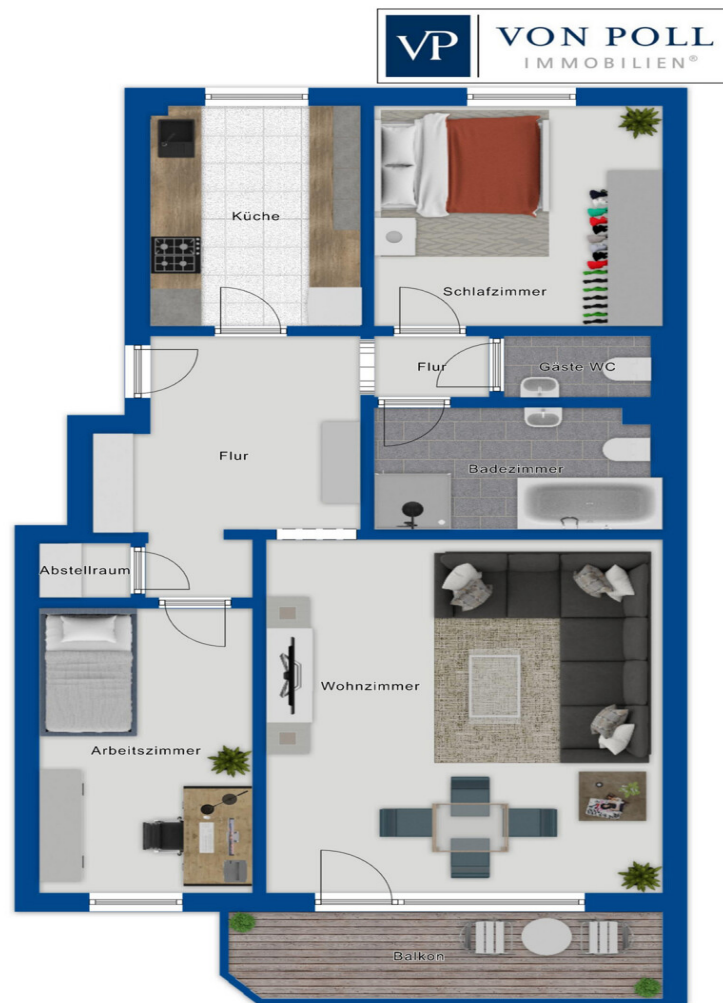 VP VON POLL
IMMOBILIEN®
Küche
Schlafzimmer
Flur
Gäste WC
Flur
Badezimmer
Abstellraum
Wohnzimmer
Arbeitszimmer
Balkon